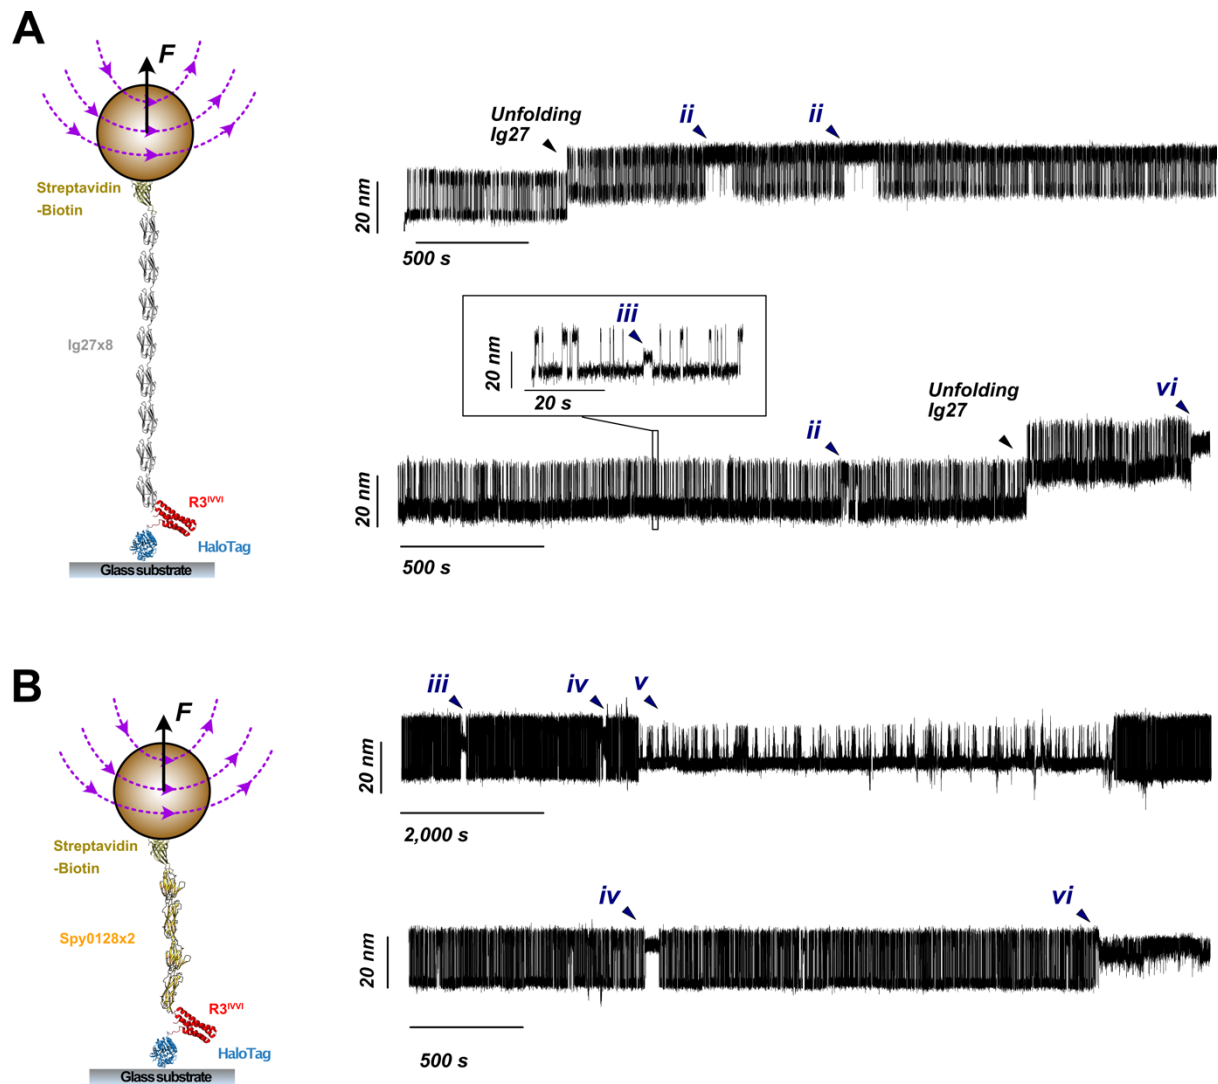 A
F
Streptavidin
-Biotin
Ig27x8
R3IVVI
HaloTag
Glass substrate
Unfolding
Ig27
ii
ii
20 nm
500 s
iii
20 nm
20 s
Unfolding
Ig27
vi
ii
20 nm
500 s
B
F
Streptavidin
-Biotin
Spy0128x2
R3IVVI
HaloTag
Glass substrate
iii
iv
v
20 nm
2,000 s
iv
vi
20 nm
500 s